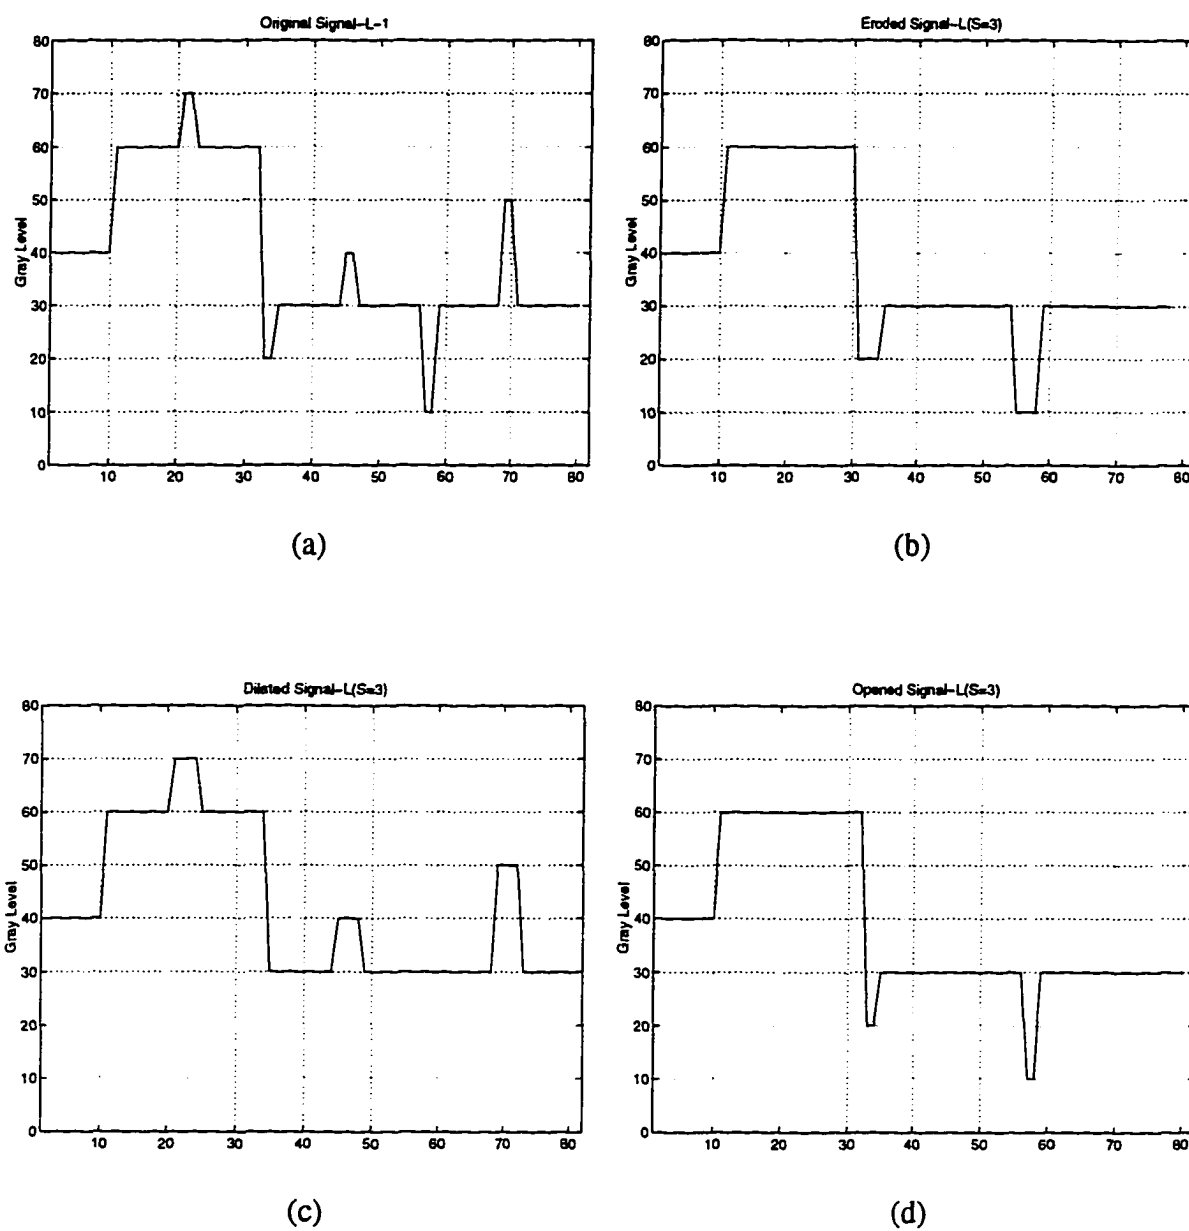 Original Signal-L-1
80
70
60
50
40
30
20
10
0
Gray Level
10 20 30 40 50 60 70 80
(a)
Eroded Signal-L(S=3)
80
70
60
50
40
30
20
10
0
Gray Level
10 20 30 40 50 60 70 80
(b)
Dilated Signal-L(S=3)
80
70
60
50
40
30
20
10
0
Gray Level
10 20 30 40 50 60 70 80
(c)
Opened Signal-L(S=3)
80
70
60
50
40
30
20
10
0
Gray Level
10 20 30 40 50 60 70 80
(d)